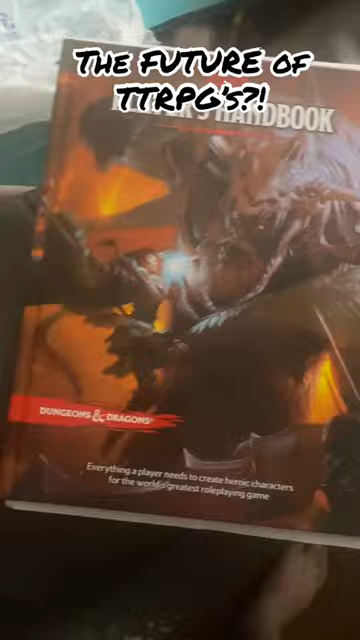 The FUTURE of
TTRPG's?!
HANDBOOK
DUNGEONS & DRAGONS®
Everything a player needs to create heroic characters
for the world's greatest roleplaying game